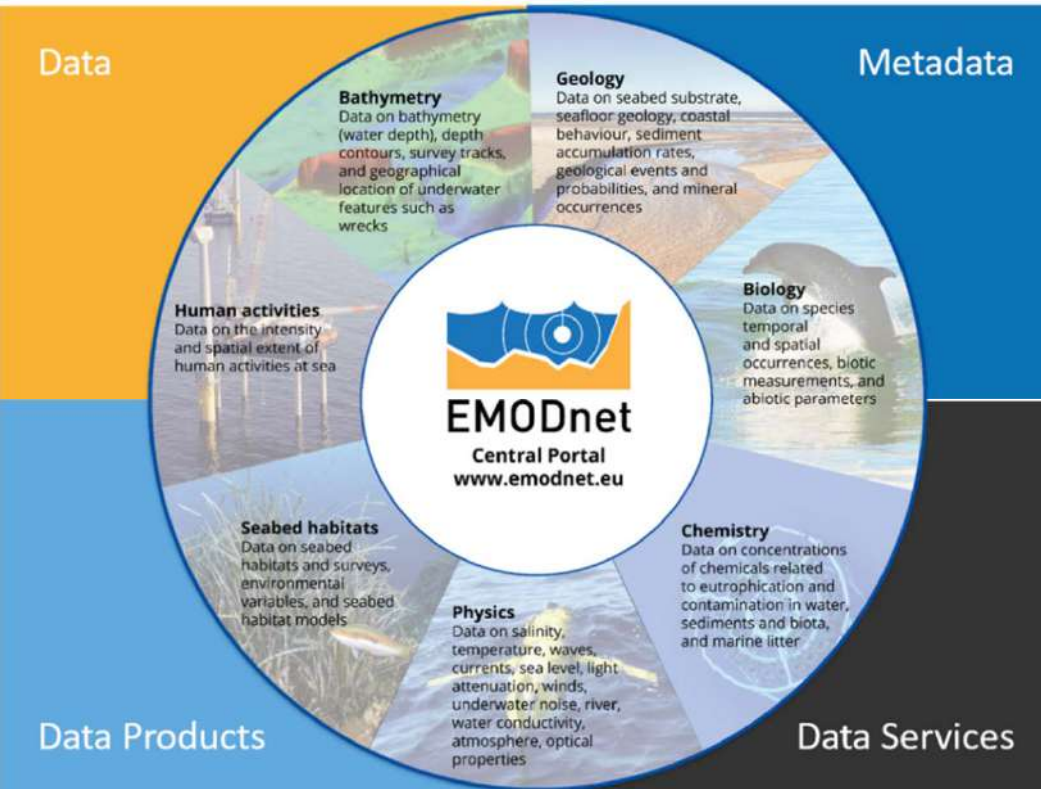 Data
Metadata
Bathymetry
Data on bathymetry
(water depth), depth
contours, survey tracks,
and geographical
location of underwater
features such as
wrecks
Geology
Data on seabed substrate,
seafloor geology, coastal
behaviour, sediment
accumulation rates,
geological events and
probabilities, and mineral
occurrences
Biology
Data on species
temporal
and spatial
occurrences, biotic
measurements, and
abiotic parameters
Human activities
Data on the intensity
and spatial extent of
human activities at sea
EMODnet
Central Portal
www.emodnet.eu
Seabed habitats
Data on seabed
habitats and surveys,
environmental
variables, and seabed
habitat models
Physics
Data on salinity,
temperature, waves,
currents, sea level, light
attenuation, winds,
underwater noise, river,
water conductivity,
atmosphere, optical
properties
Chemistry
Data on concentrations
of chemicals related
to eutrophication and
contamination in water,
sediments and biota,
and marine litter
Data Products
Data Services